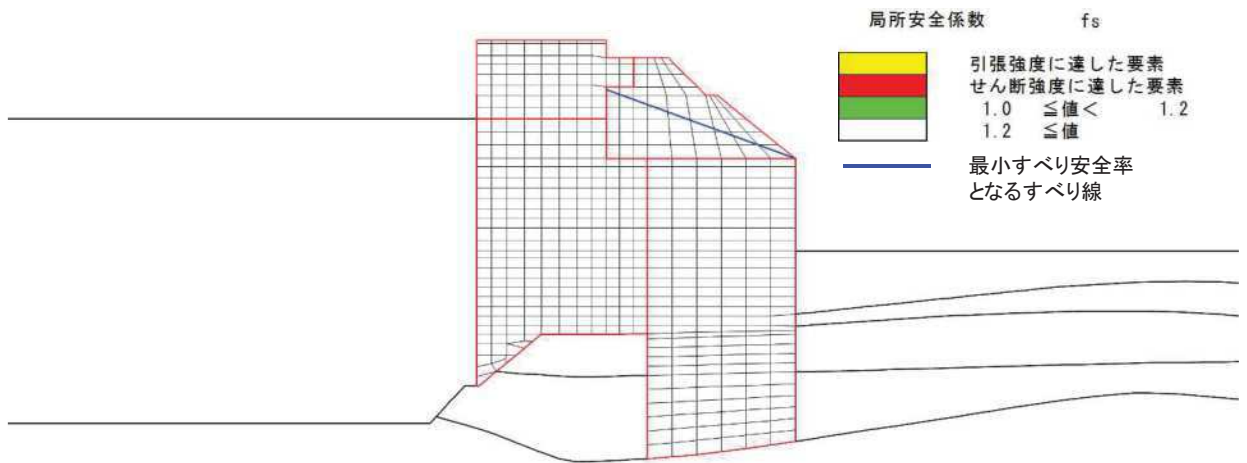 局所安全係数 fs
引張強度に達した要素
せん断強度に達した要素
1.0 ≦値< 1.2
1.2 ≦値
最小すべり安全率
となるすべり線